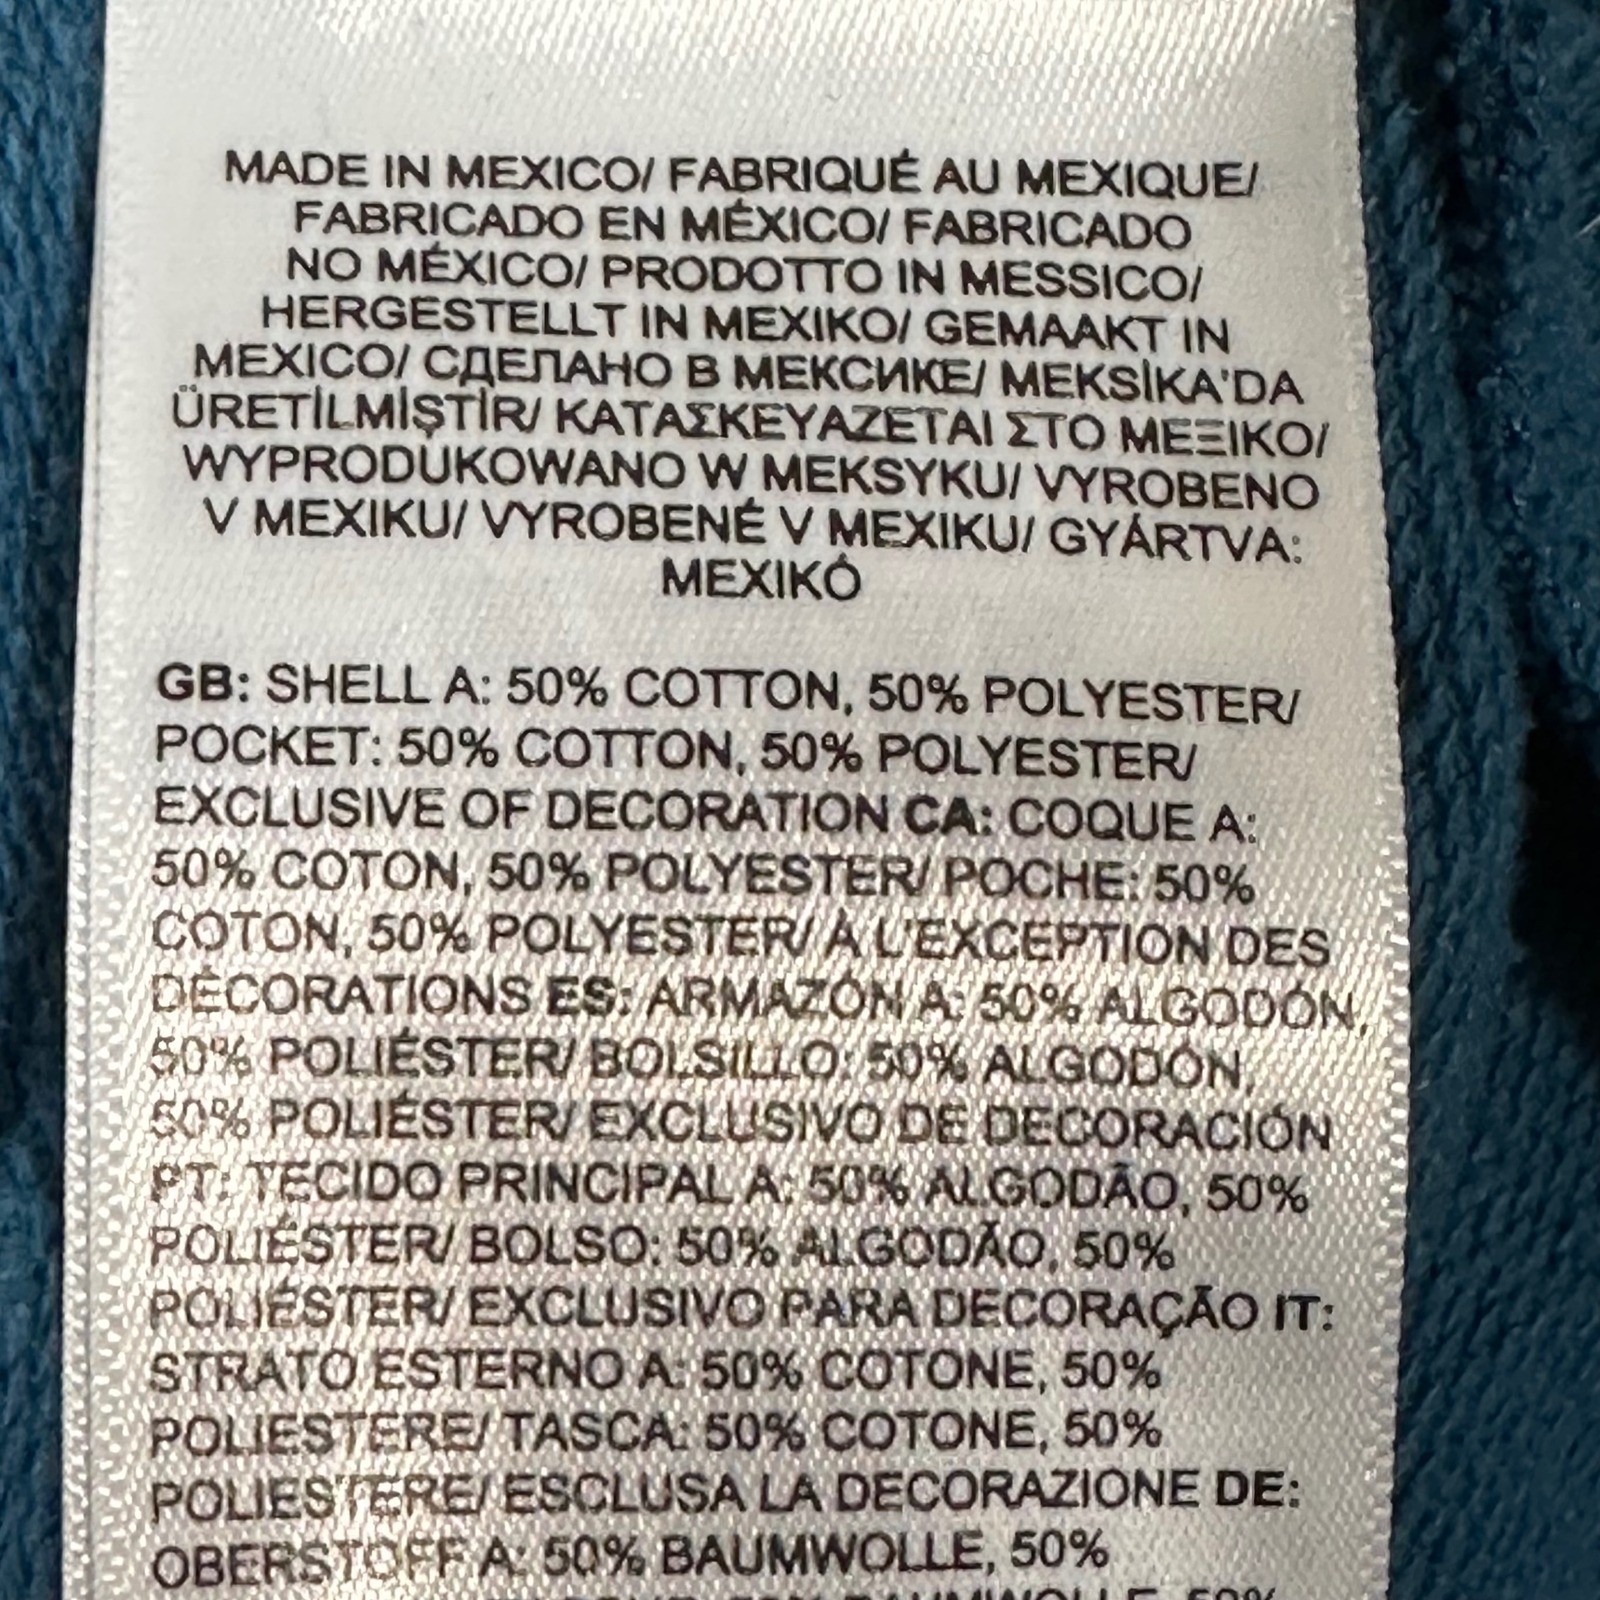 MADE IN MEXICO/ FABRIQUÉ AU MEXIQUE/
FABRICADO EN MÉXICO/ FABRICADO
NO MÉXICO/ PRODOTTO IN MESSICO/
HERGESTELLT IN MEXIKO/ GEMAAKT IN
MEXICO/ СДЕЛАНО В МЕКСИКЕ/ MEKSİKA'DA
ÜRETİLMİŞTİR/ ΚΑΤΑΣΚΕΥΑΖΕΤΑΙ ΣΤΟ ΜΕΞΙΚΟ/
WYPRODUKOWANO W MEKSYKU/ VYROBENO
V MEXIKU/ VYROBENÉ V MEXIKU/ GYÁRTVA:
MEXIKÓ
GB: SHELL A: 50% COTTON, 50% POLYESTER/
POCKET: 50% COTTON, 50% POLYESTER/
EXCLUSIVE OF DECORATION CA: COQUE A:
50% COTON, 50% POLYESTER/ POCHE: 50%
COTON, 50% POLYESTER/ À L'EXCEPTION DES
DÉCORATIONS ES: ARMAZÓN A: 50% ALGODÓN,
50% POLIÉSTER/ BOLSILLO: 50% ALGODÓN,
50% POLIÉSTER/ EXCLUSIVO DE DECORACIÓN
PT: TECIDO PRINCIPAL A: 50% ALGODÃO, 50%
POLIÉSTER/ BOLSO: 50% ALGODÃO, 50%
POLIÉSTER/ EXCLUSIVO PARA DECORAÇÃO IT:
STRATO ESTERNO A: 50% COTONE, 50%
POLIESTERE/ TASCA: 50% COTONE, 50%
POLIESTERE/ ESCLUSA LA DECORAZIONE DE:
OBERSTOFF A: 50% BAUMWOLLE, 50%
BAUMWOLLE, 50%